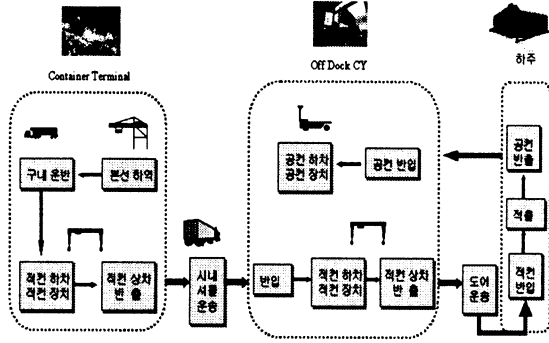 Container Terminal
Off Dock CY
하주
구내 운반
본선 하역
적컨 하차
적컨 장치
적컨 상차
반 출
시내
셔틀
운송
공컨 하차
공컨 장치
공컨 반입
반입
적컨 하차
적컨 장치
적컨 상차
반 출
도어
운송
공컨
반출
적출
적컨
반입